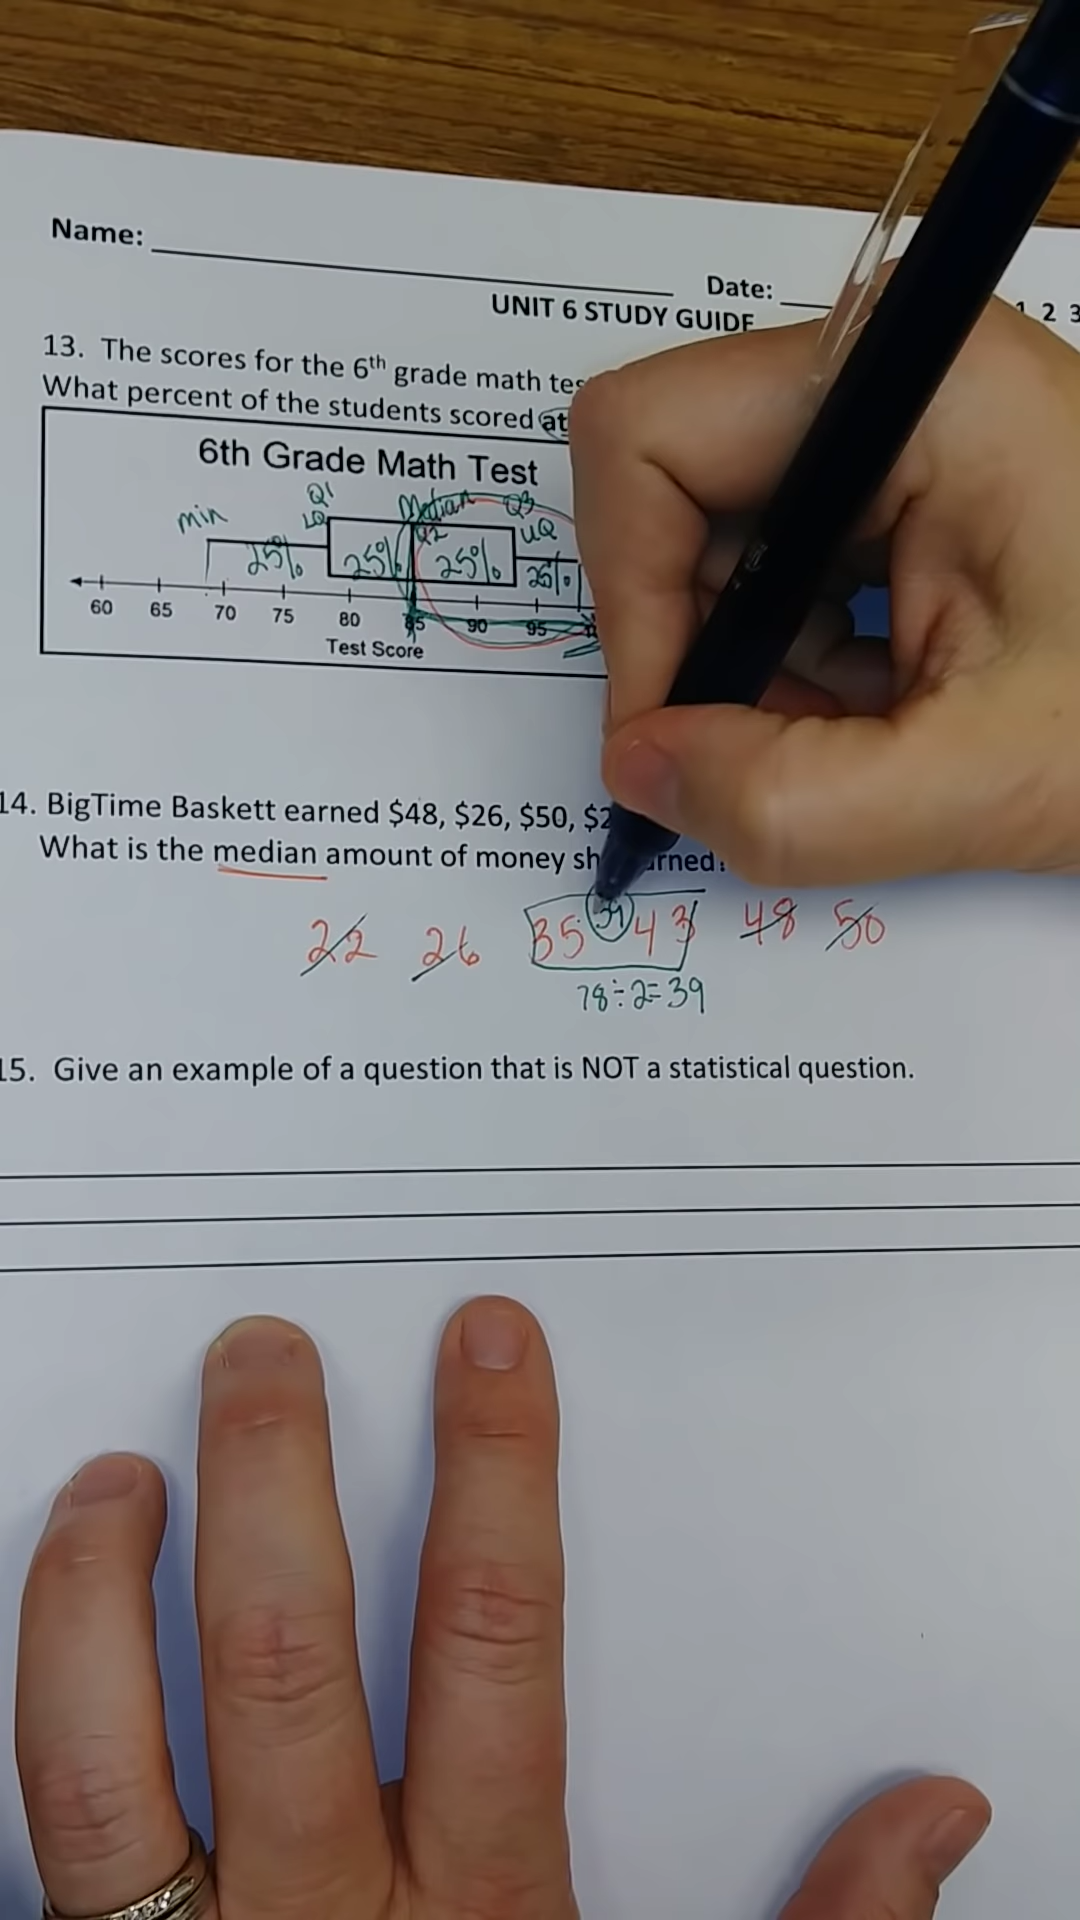 Name:
Date:
1 2 3
UNIT 6 STUDY GUIDE
13. The scores for the 6th grade math
What percent of the students scored at
6th Grade Math Test
min Q1 LQ Median Q2 Q3 UQ
25% 25% 25% 25%
60 65 70 75 80 85 90 95
Test Score
14. BigTime Baskett earned $48, $26, $50,
What is the median amount of money
22 26 35 39 43 48 50
78÷2=39
15. Give an example of a question that is NOT a statistical question.